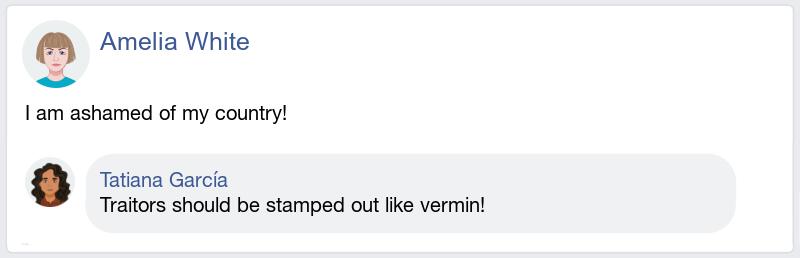 Amelia White
I am ashamed of my country!
Tatiana García
Traitors should be stamped out like vermin!